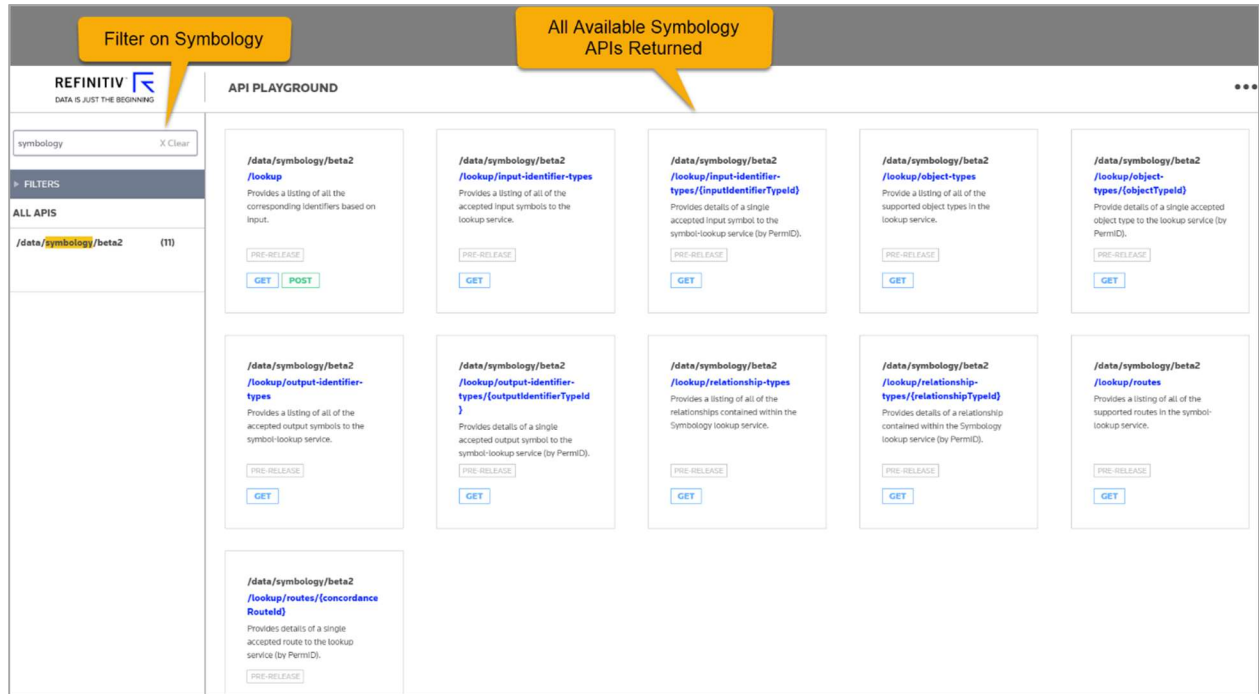 Filter on Symbology
All Available Symbology
APIs Returned
REFINITIV
DATA IS JUST THE BEGINNING
API PLAYGROUND
symbology
X Clear
FILTERS
ALL APIS
/data/symbology/beta2 (11)
/data/symbology/beta2
/lookup
Provides a listing of all the
corresponding identifiers based on
input.
PRE-RELEASE
GET POST
/data/symbology/beta2
/lookup/input-identifier-types
Provides a listing of all of the
accepted input symbols to the
lookup service.
PRE-RELEASE
GET
/data/symbology/beta2
/lookup/input-identifier-
types/{inputIdentifierTypeId}
Provides details of a single
accepted input symbol to the
symbol-lookup service (by PermID).
PRE-RELEASE
GET
/data/symbology/beta2
/lookup/object-types
Provide a listing of all of the
supported object types in the
lookup service.
PRE-RELEASE
GET
/data/symbology/beta2
/lookup/object-
types/{objectTypeId}
Provide details of a single accepted
object type to the lookup service (by
PermID).
PRE-RELEASE
GET
/data/symbology/beta2
/lookup/output-identifier-
types
Provides a listing of all of the
accepted output symbols to the
symbol-lookup service.
PRE-RELEASE
GET
/data/symbology/beta2
/lookup/output-identifier-
types/{outputIdentifierTypeId
}
Provides details of a single
accepted output symbol to the
symbol-lookup service (by PermID).
PRE-RELEASE
GET
/data/symbology/beta2
/lookup/relationship-types
Provides a listing of all of the
relationships contained within the
Symbology lookup service.
PRE-RELEASE
GET
/data/symbology/beta2
/lookup/relationship-
types/{relationshipTypeId}
Provides details of a relationship
contained within the Symbology
lookup service (by PermID).
PRE-RELEASE
GET
/data/symbology/beta2
/lookup/routes
Provides a listing of all of the
supported routes in the symbol-
lookup service.
PRE-RELEASE
GET
/data/symbology/beta2
/lookup/routes/{concordance
RouteId}
Provides details of a single
accepted route to the lookup
service (by PermID).
PRE-RELEASE